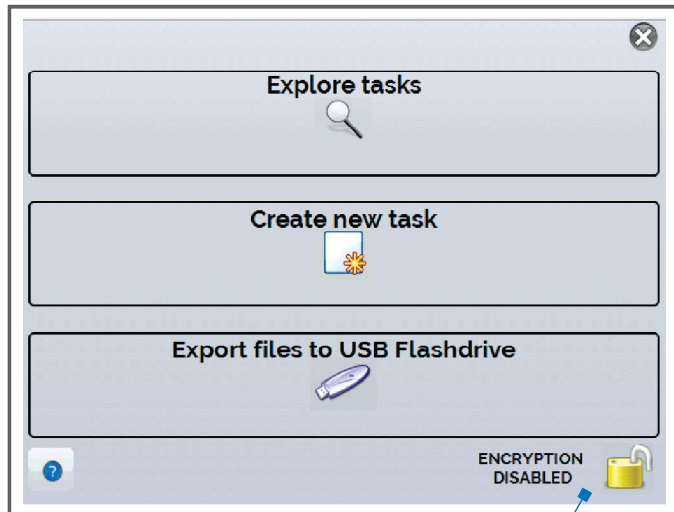 Explore tasks
Create new task
Export files to USB Flashdrive
?
ENCRYPTION
DISABLED